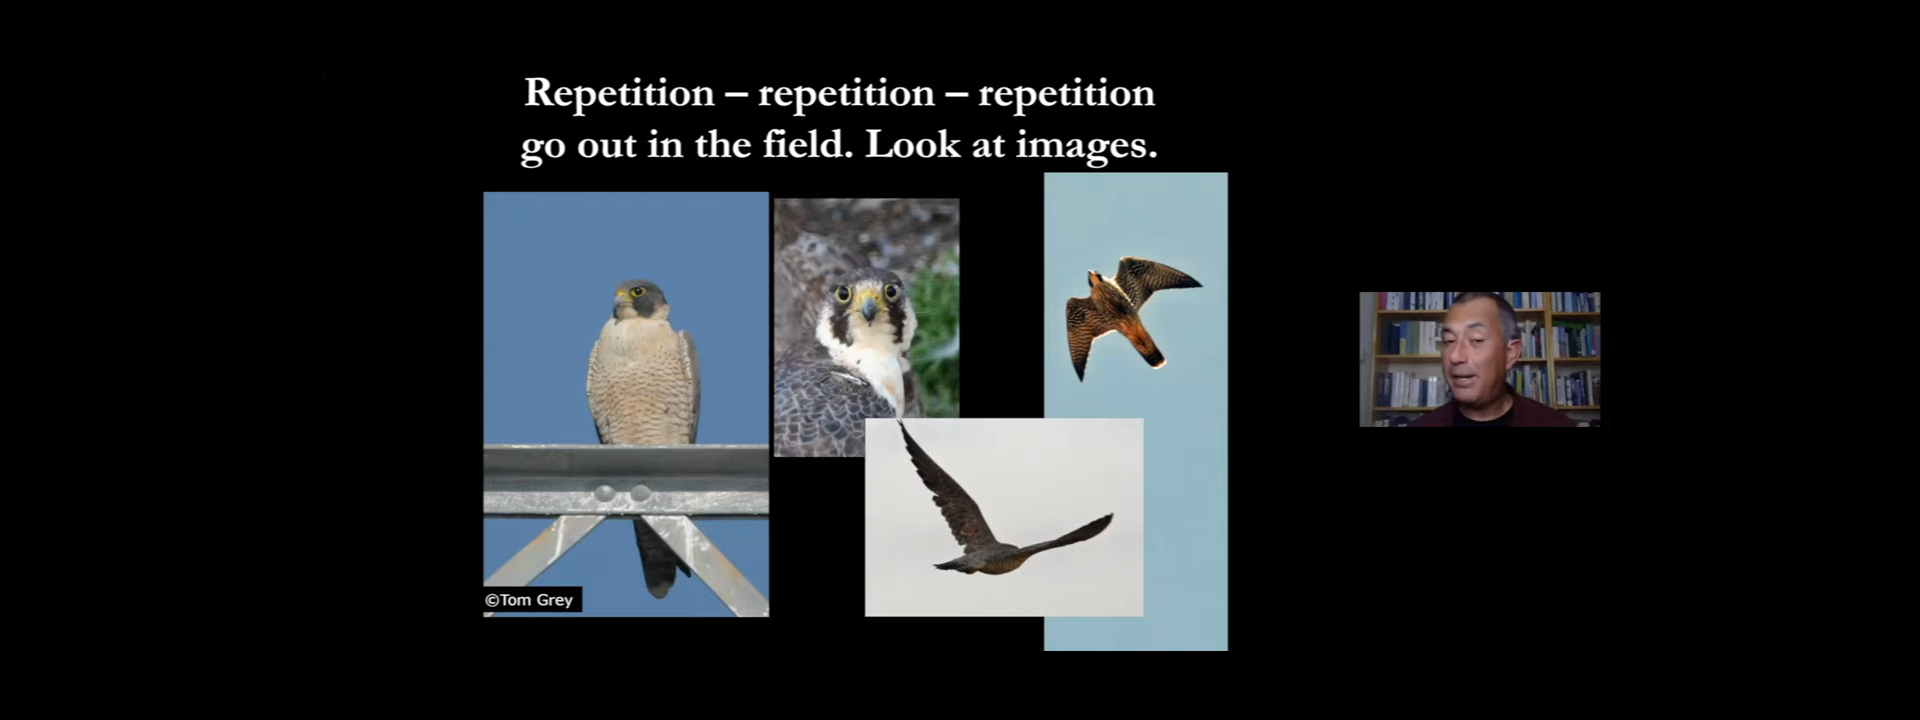 Repetition – repetition – repetition
go out in the field. Look at images.
©Tom Grey